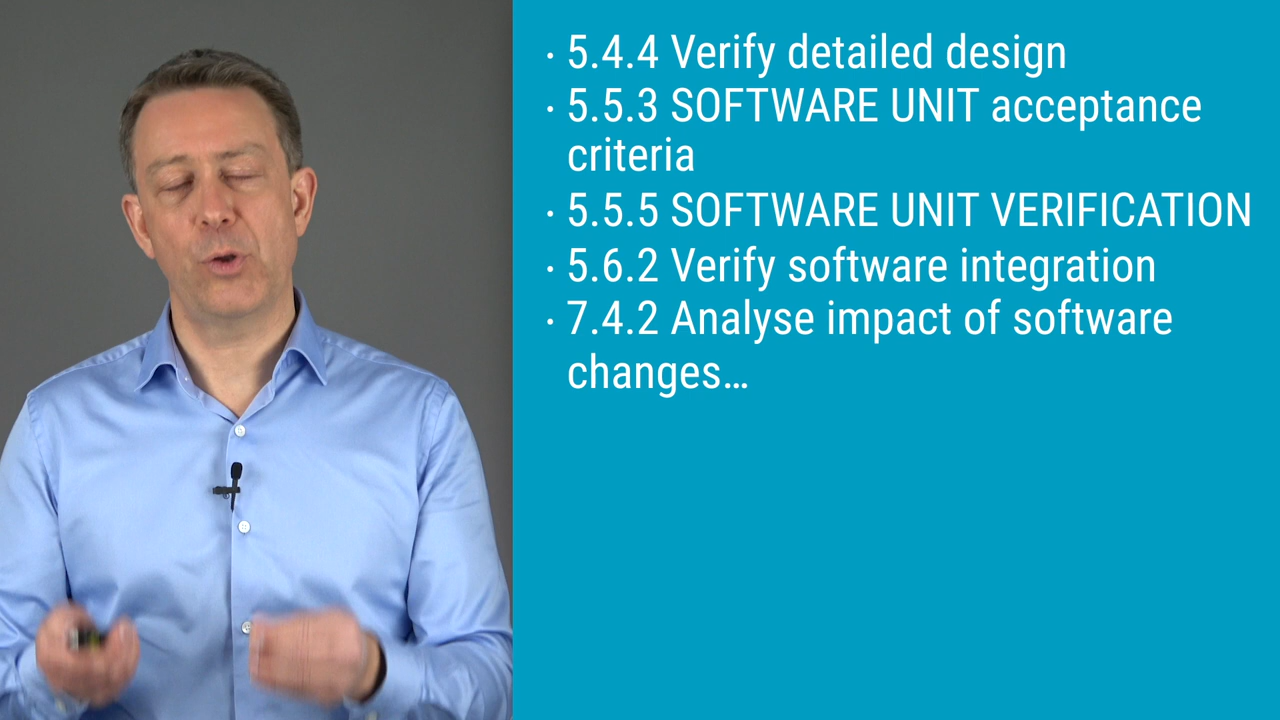 · 5.4.4 Verify detailed design
· 5.5.3 SOFTWARE UNIT acceptance
criteria
· 5.5.5 SOFTWARE UNIT VERIFICATION
· 5.6.2 Verify software integration
· 7.4.2 Analyse impact of software
changes…